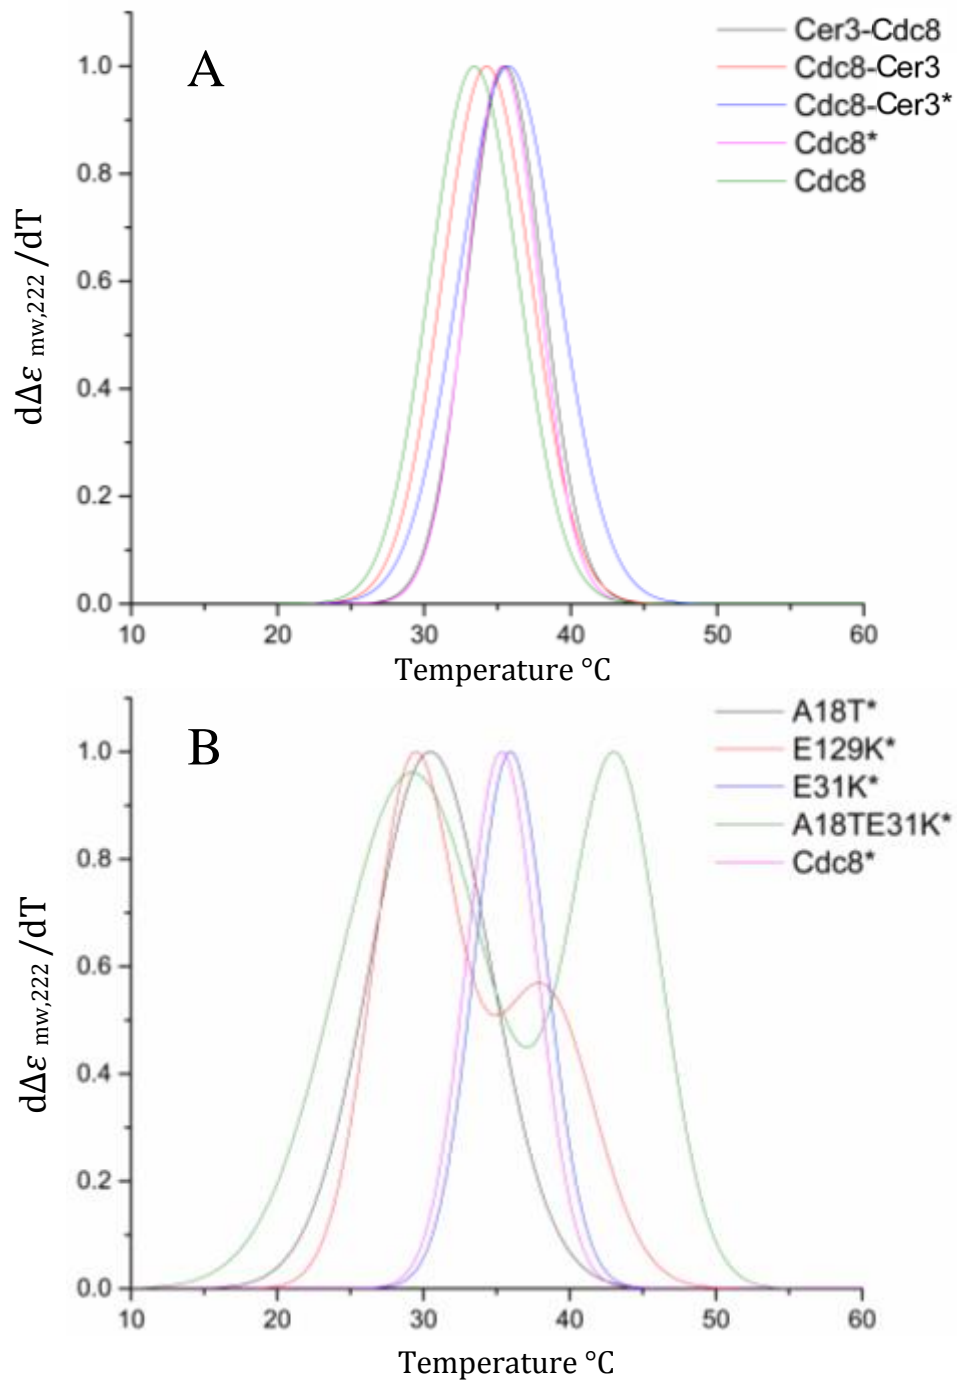 A
Cer3-Cdc8
Cdc8-Cer3
Cdc8-Cer3*
Cdc8*
Cdc8
1.0
0.8
0.6
0.4
0.2
0.0
dΔε mw,222 /dT
10 20 30 40 50 60
Temperature °C
B
A18T*
E129K*
E31K*
A18TE31K*
Cdc8*
1.0
0.8
0.6
0.4
0.2
0.0
dΔε mw,222 /dT
10 20 30 40 50 60
Temperature °C